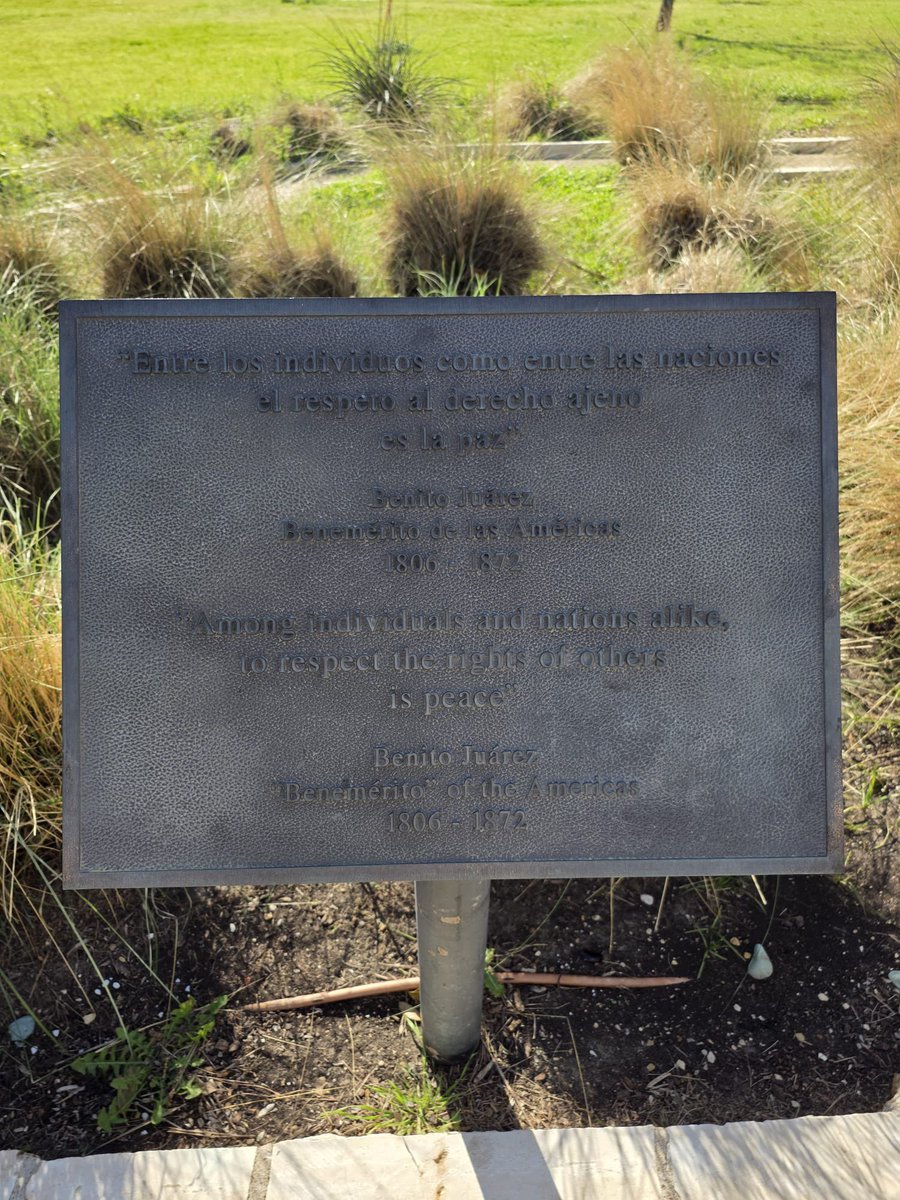 "Entre los individuos como entre las naciones
el respeto al derecho ajeno
es la paz"
Benito Juárez
Benemérito de las Américas
1806 - 1872
"Among individuals and nations alike,
to respect the rights of others
is peace"
Benito Juárez
"Benemérito" of the Americas
1806 - 1872